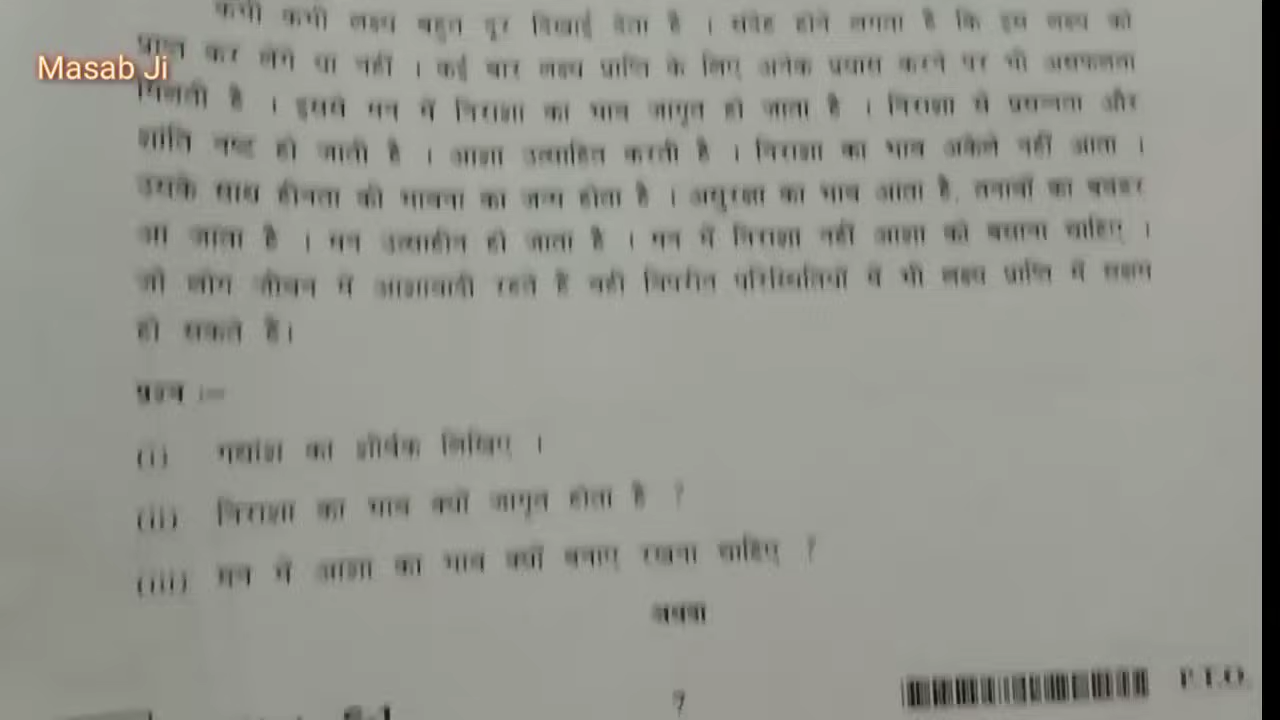 कभी कभी लक्ष्य बहुत दूर दिखाई देता है । संदेह होने लगता है कि इस लक्ष्य को
Masab Ji
प्राप्त कर लेंगे या नहीं । कई बार लक्ष्य प्राप्ति के लिए अनेक प्रयास करने पर भी असफलता
मिलती है । इससे मन में निराशा का भाव जागृत हो जाता है । निराशा से प्रसन्नता और
शांति नष्ट हो जाती है । आशा उत्साहित करती है । निराशा का भाव अकेले नहीं आता ।
उसके साथ हीनता की भावना का जन्म होता है । असुरक्षा का भाव आता है, तनावों का बवंडर
आ जाता है । मन उत्साहीन हो जाता है । मन में निराशा नहीं आशा को बसाना चाहिए ।
जो लोग जीवन में आशावादी रहते हैं वही विपरीत परिस्थितियों में भी लक्ष्य प्राप्ति में सक्षम
हो सकते हैं।
प्रश्न :–
(i) गद्यांश का शीर्षक लिखिए ।
(ii) निराशा का भाव क्यों जागृत होता है ?
(iii) मन में आशा का भाव क्यों बनाए रखना चाहिए ?
अथवा
7
P.T.O.